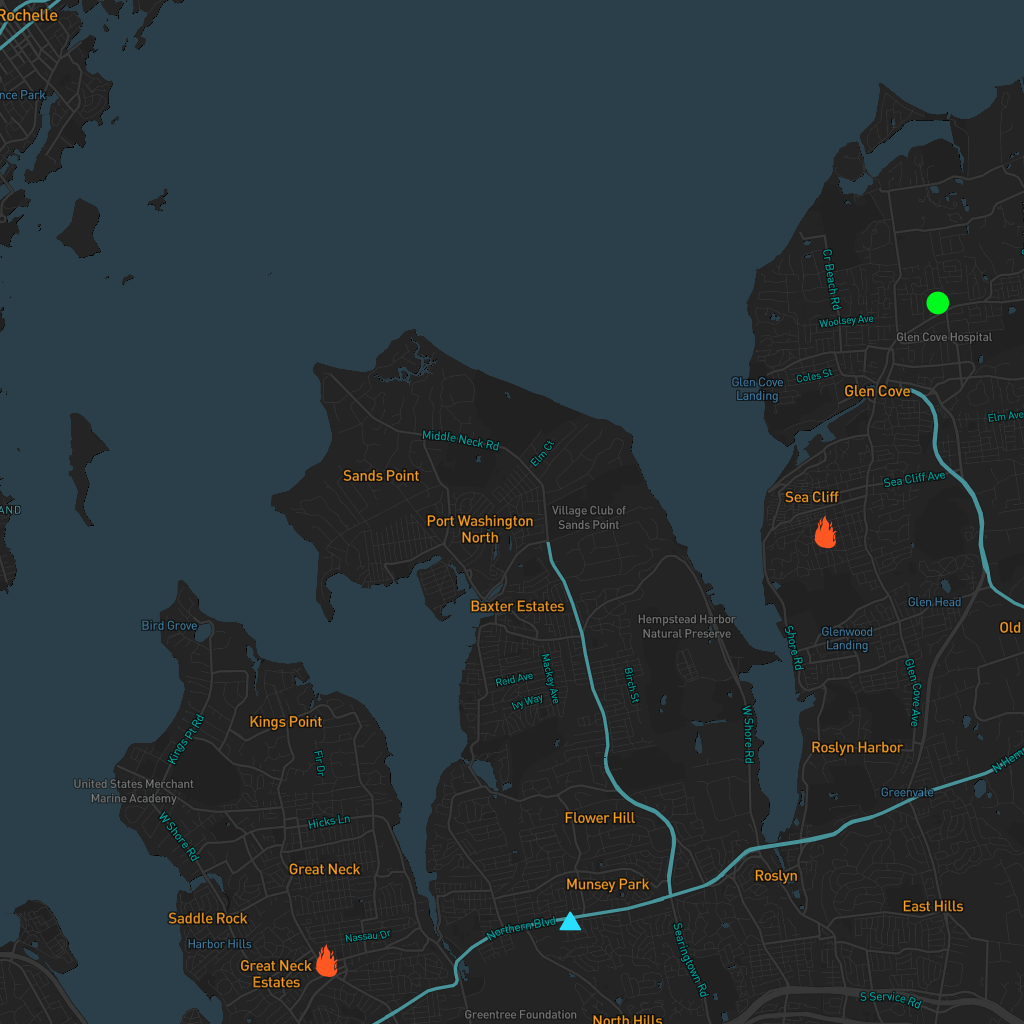 Rochelle
nce Park
Cr Beach Rd
Woolsey Ave
Glen Cove Hospital
Glen Cove
Landing
Coles St
Glen Cove
Elm Ave
Middle Neck Rd
Elm Ct
Sands Point
Sea Cliff Ave
Sea Cliff
AND
Port Washington
North
Village Club of
Sands Point
Baxter Estates
Glen Head
Bird Grove
Hempstead Harbor
Natural Preserve
Glenwood
Landing
Old
Shore Rd
Reid Ave
Mackey Ave
Birch St
Ivy Way
Glen Cove Ave
Kings Point
Kings Pt Rd
W Shore Rd
Roslyn Harbor
Fir Dr
N Hemp
United States Merchant
Marine Academy
Greenvale
Flower Hill
Hicks Ln
W Shore Rd
Great Neck
Munsey Park
Roslyn
East Hills
Saddle Rock
Northern Blvd
Nassau Dr
Harbor Hills
Searingtown Rd
Great Neck
Estates
S Service Rd
Greentree Foundation
North Hills